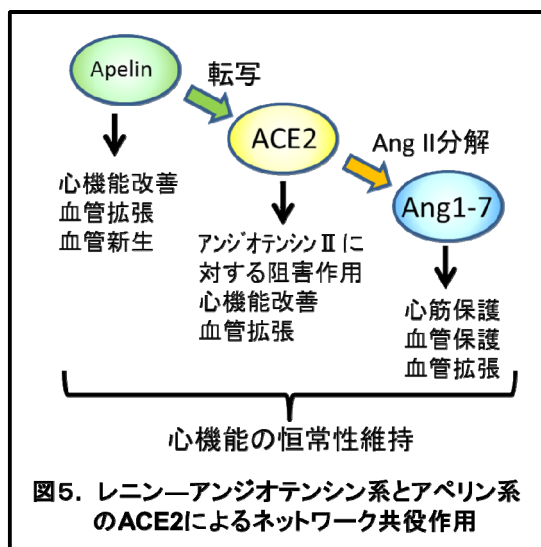 Apelin
転写
ACE2
Ang II分解
Ang1-7
心機能改善
血管拡張
血管新生
アンジオテンシンⅡに
対する阻害作用
心機能改善
血管拡張
心筋保護
血管保護
血管拡張
心機能の恒常性維持
図5. レニン―アンジオテンシン系とアペリン系
のACE2によるネットワーク共役作用